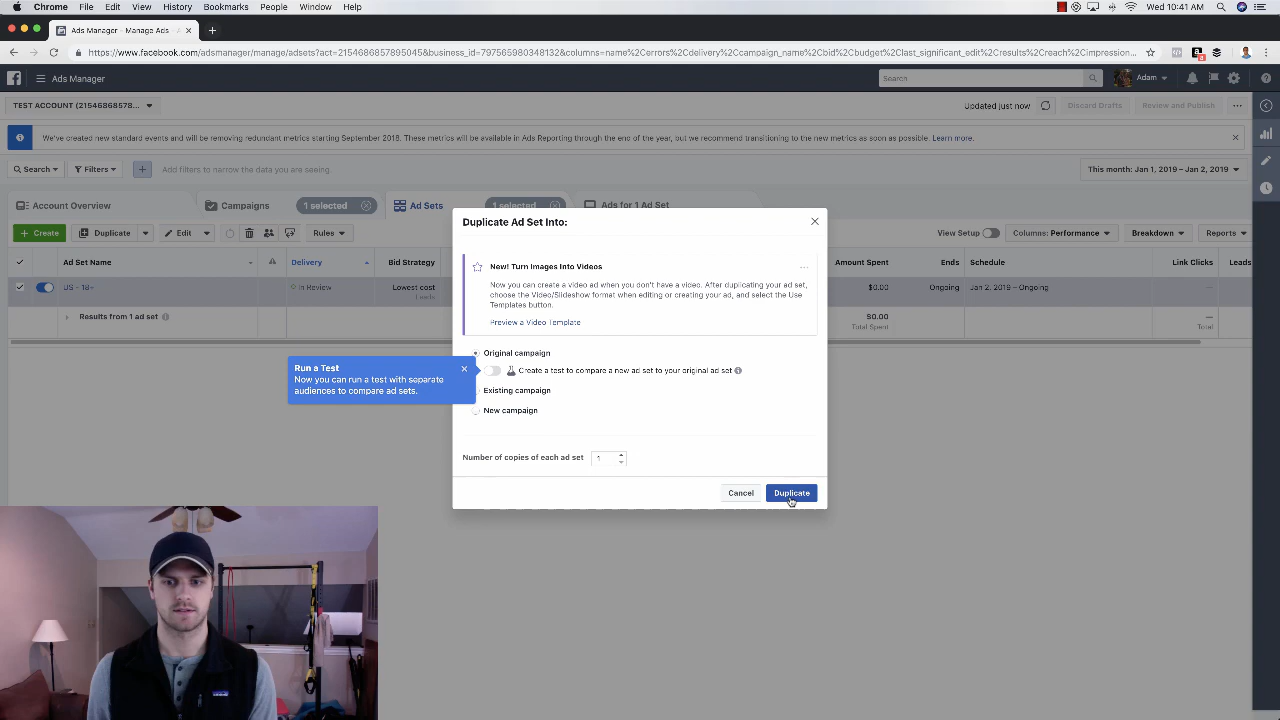 Chrome File Edit View History Bookmarks People Window Help Wed 10:41 AM
Ads Manager - Manage Ads - A
https://www.facebook.com/adsmanager/manage/adsets?act=2154686857895045&business_id=797565980348132&columns=name%2Cerrors%2Cdelivery%2Ccampaign_name%2Cbid%2Cbudget%2Clast_significant_edit%2Cresults%2Creach%2Cimpression...
Ads Manager Search Adam
TEST ACCOUNT (21546868578... Updated just now Discard Drafts Review and Publish
We've created new standard events and will be removing redundant metrics starting September 2018. These metrics will be available in Ads Reporting through the end of the year, but we recommend transitioning to the new metrics as soon as possible. Learn more.
Search Filters Add filters to narrow the data you are seeing. This month: Jan 1, 2019 – Jan 2, 2019
Account Overview Campaigns 1 selected Ad Sets 1 selected Ads for 1 Ad Set
+ Create Duplicate Edit Rules View Setup Columns: Performance Breakdown Reports
Ad Set Name Delivery Bid Strategy Amount Spent Ends Schedule Link Clicks Leads
US - 18+ In Review Lowest cost $0.00 Ongoing Jan 2, 2019 – Ongoing —
Leads
Results from 1 ad set $0.00 — —
Total Spent Total
Duplicate Ad Set Into:
New! Turn Images Into Videos
Now you can create a video ad when you don't have a video. After duplicating your ad set,
choose the Video/Slideshow format when editing or creating your ad, and select the Use
Templates button.
Preview a Video Template
Original campaign
Create a test to compare a new ad set to your original ad set
Existing campaign
New campaign
Number of copies of each ad set 1
Cancel Duplicate
Run a Test
Now you can run a test with separate
audiences to compare ad sets.
patagonia